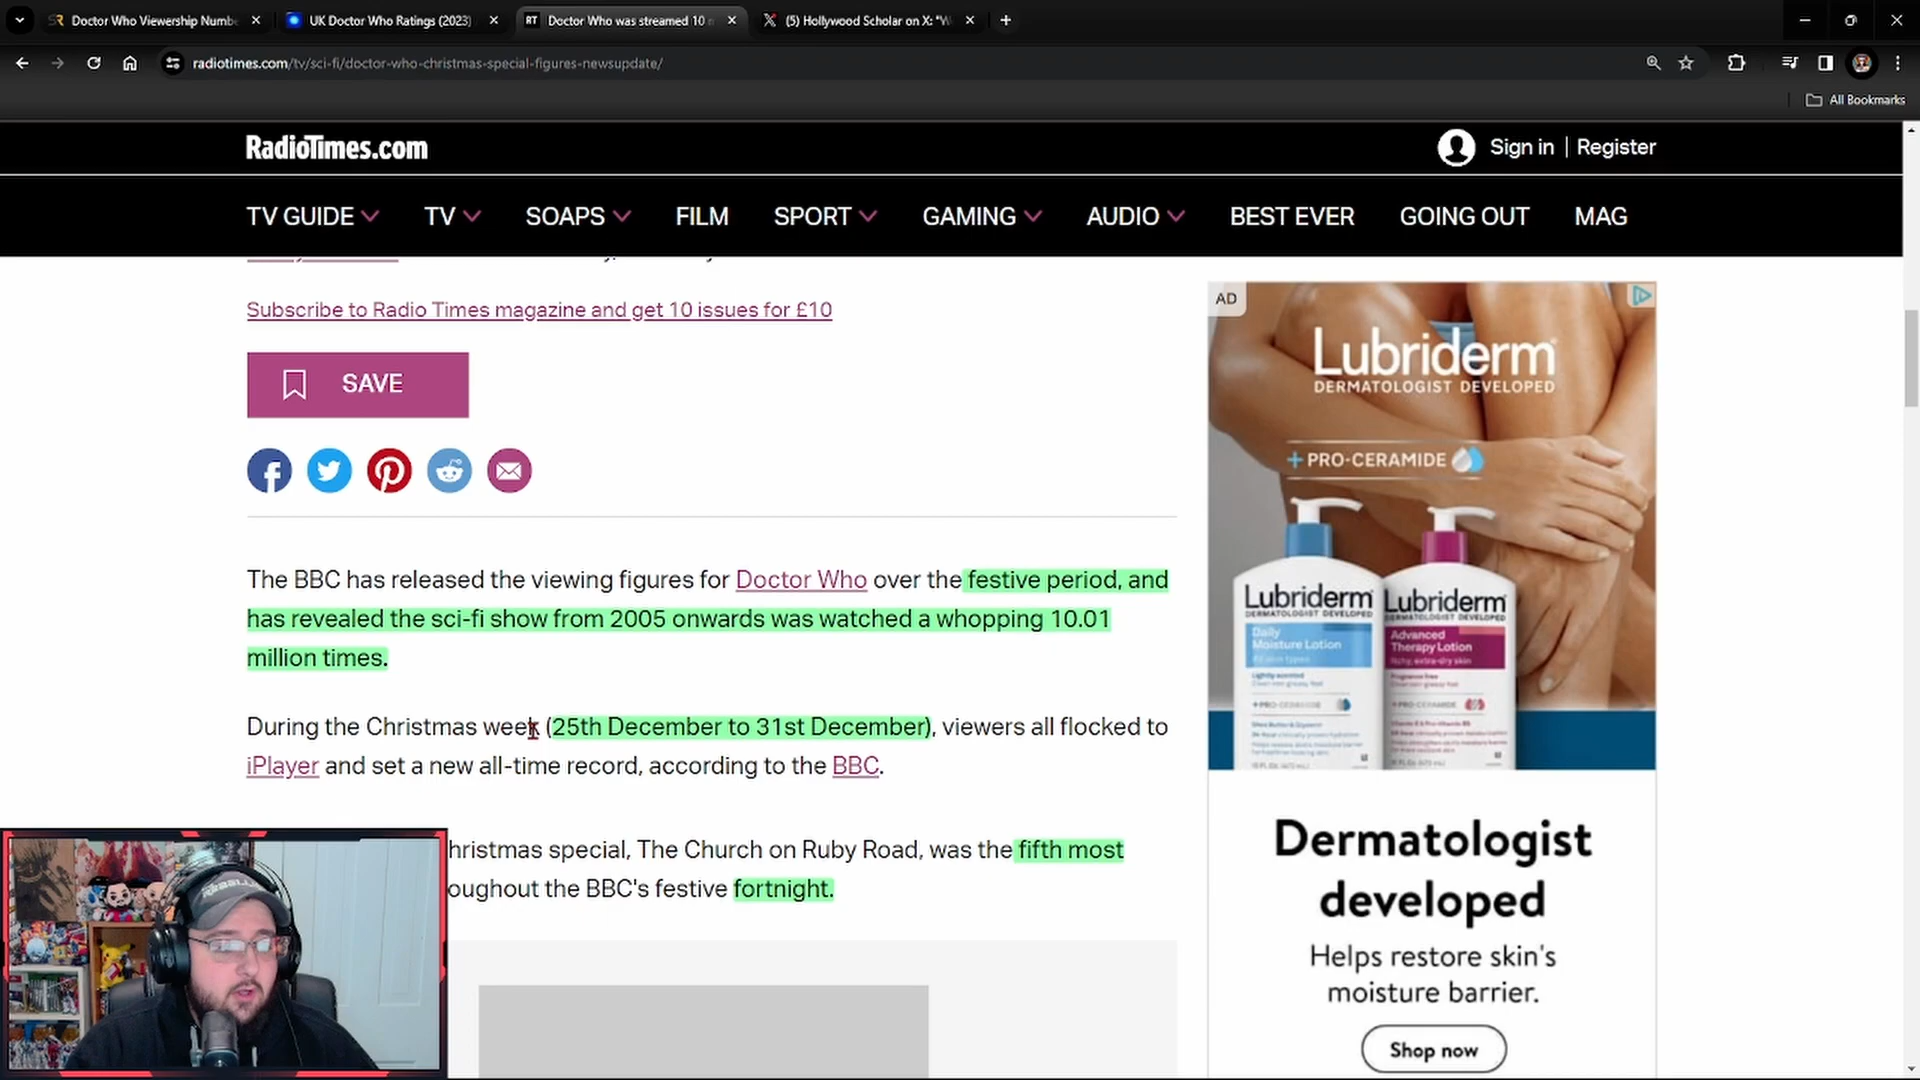 Doctor Who Viewership Numb
UK Doctor Who Ratings (2023)
RT Doctor Who was streamed 10
(5) Hollywood Scholar on X: "W
radiotimes.com/tv/sci-fi/doctor-who-christmas-special-figures-newsupdate/
All Bookmarks
RadioTimes.com
Sign in | Register
TV GUIDE TV SOAPS FILM SPORT GAMING AUDIO BEST EVER GOING OUT MAG
Subscribe to Radio Times magazine and get 10 issues for £10
SAVE
The BBC has released the viewing figures for Doctor Who over the festive period, and
has revealed the sci-fi show from 2005 onwards was watched a whopping 10.01
million times.
During the Christmas week (25th December to 31st December), viewers all flocked to
iPlayer and set a new all-time record, according to the BBC.
hristmas special, The Church on Ruby Road, was the fifth most
oughout the BBC's festive fortnight.
AD
Lubriderm
DERMATOLOGIST DEVELOPED
+ PRO-CERAMIDE
Lubriderm
Daily
Moisture Lotion
+ PRO-CERAMIDE
Lubriderm
Advanced
Therapy Lotion
+ PRO-CERAMIDE
Dermatologist
developed
Helps restore skin's
moisture barrier.
Shop now